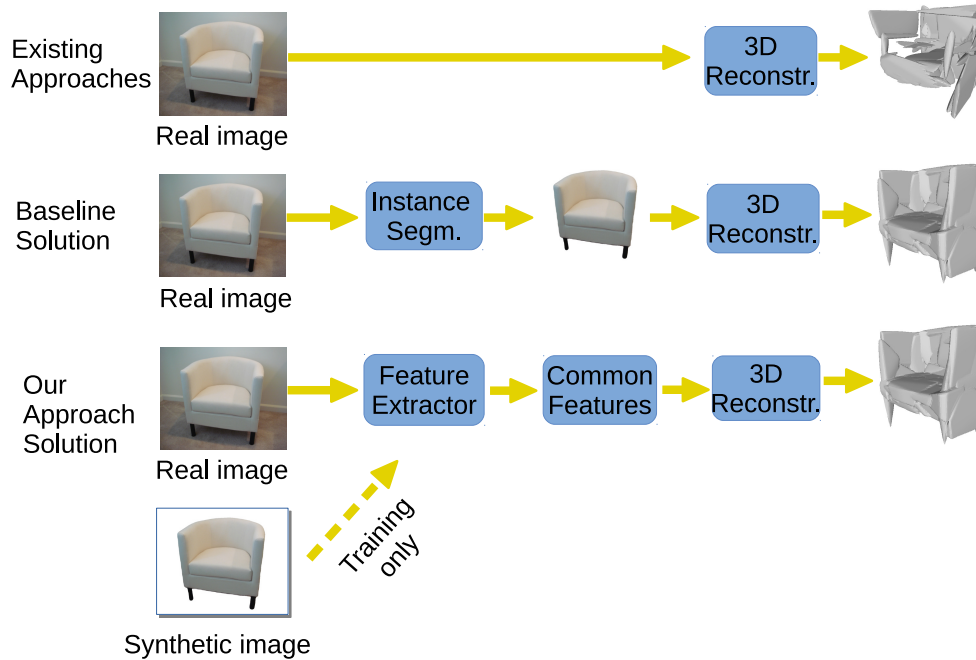 Existing
Approaches
Real image
3D
Reconstr.
Baseline
Solution
Real image
Instance
Segm.
3D
Reconstr.
Our
Approach
Solution
Real image
Feature
Extractor
Common
Features
3D
Reconstr.
Training
only
Synthetic image